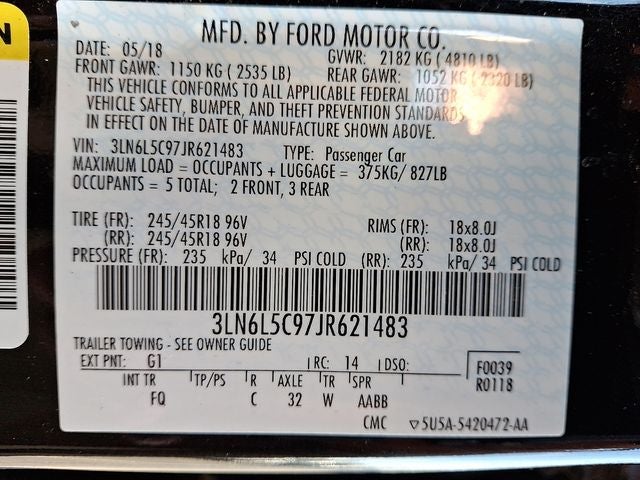 N
MFD. BY FORD MOTOR CO.
DATE: 05/18 GVWR: 2182 KG ( 4810 LB)
FRONT GAWR: 1150 KG ( 2535 LB) REAR GAWR: 1052 KG ( 2320 LB)
THIS VEHICLE CONFORMS TO ALL APPLICABLE FEDERAL MOTOR
VEHICLE SAFETY, BUMPER, AND THEFT PREVENTION STANDARDS
IN EFFECT ON THE DATE OF MANUFACTURE SHOWN ABOVE.
VIN: 3LN6L5C97JR621483 TYPE: Passenger Car
MAXIMUM LOAD = OCCUPANTS + LUGGAGE = 375KG/ 827LB
OCCUPANTS = 5 TOTAL; 2 FRONT, 3 REAR
TIRE (FR): 245/45R18 96V RIMS (FR): 18x8.0J
(RR): 245/45R18 96V (RR): 18x8.0J
PRESSURE (FR): 235 kPa/ 34 PSI COLD (RR): 235 kPa/ 34 PSI COLD
3LN6L5C97JR621483
TRAILER TOWING - SEE OWNER GUIDE
EXT PNT: G1 RC: 14 DSO: F0039
INT TR TP/PS R AXLE TR SPR R0118
FQ C 32 W AABB
CMC ▽5U5A-5420472-AA